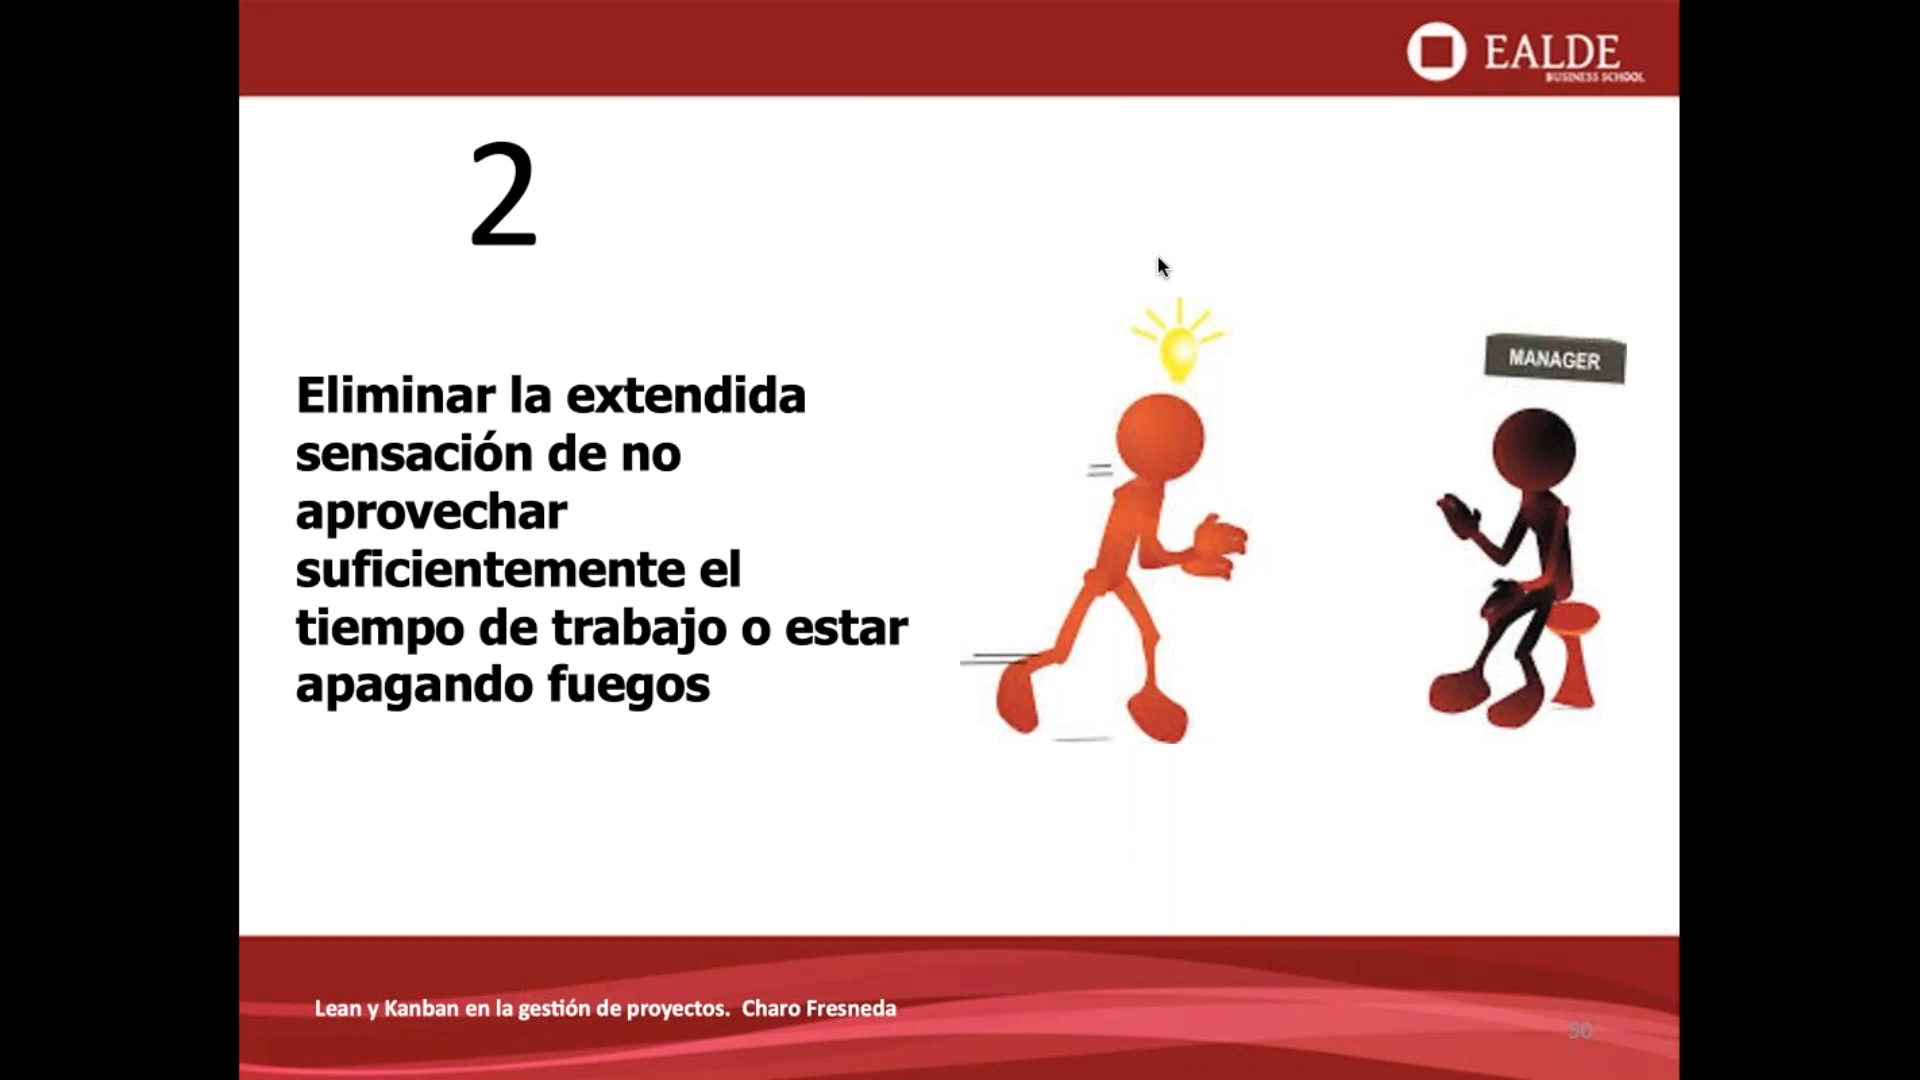 EALDE
BUSINESS SCHOOL
2
MANAGER
Eliminar la extendida
sensación de no
aprovechar
suficientemente el
tiempo de trabajo o estar
apagando fuegos
Lean y Kanban en la gestión de proyectos.  Charo Fresneda
50